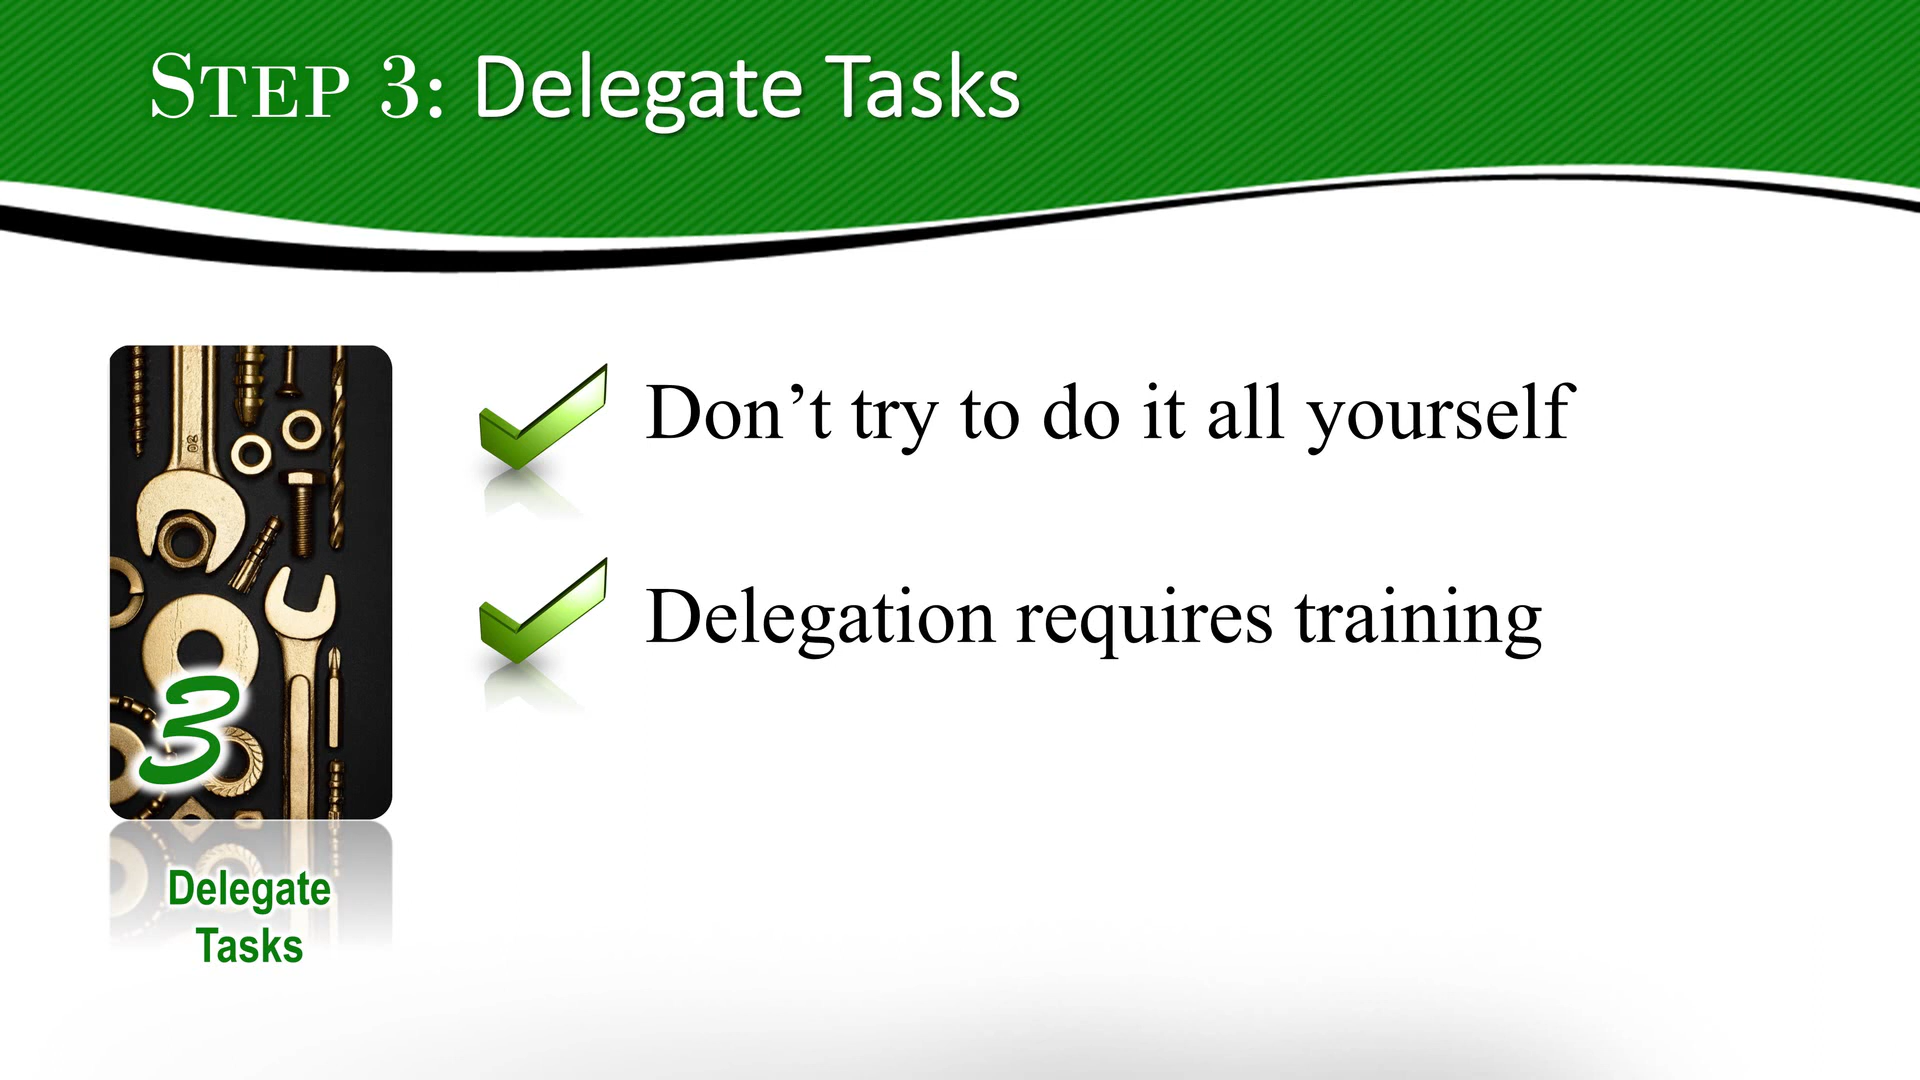 STEP 3: Delegate Tasks
Don’t try to do it all yourself
Delegation requires training
3
Delegate
Tasks